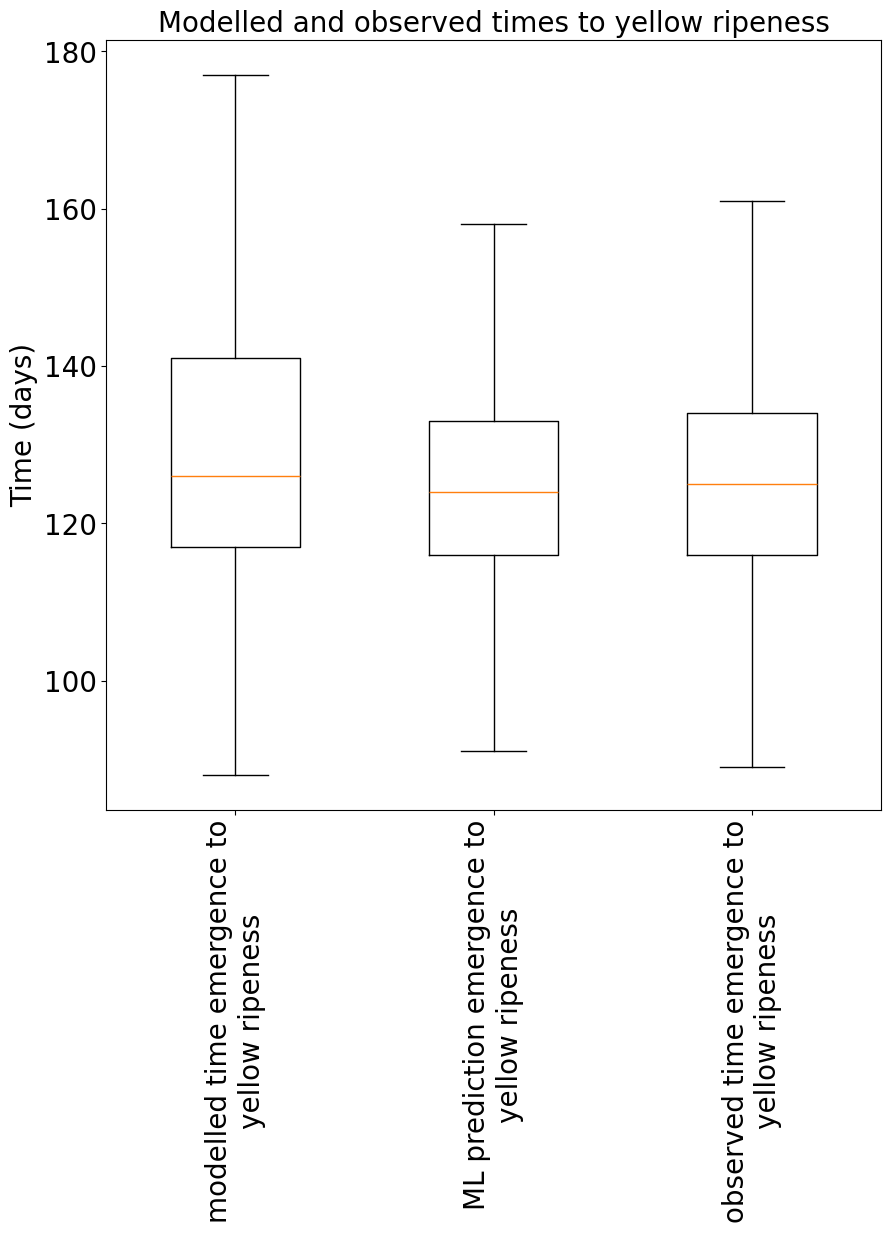 Modelled and observed times to yellow ripeness
Time (days)
180
160
140
120
100
modelled time emergence to
yellow ripeness
ML prediction emergence to
yellow ripeness
observed time emergence to
yellow ripeness